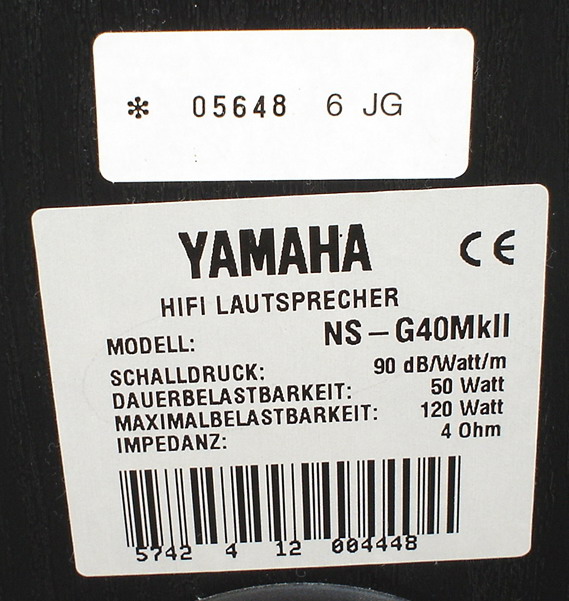 * 05648 6 JG
YAMAHA CE
HIFI LAUTSPRECHER
MODELL: NS–G40MkII
SCHALLDRUCK: 90 dB/Watt/m
DAUERBELASTBARKEIT: 50 Watt
MAXIMALBELASTBARKEIT: 120 Watt
IMPEDANZ: 4 Ohm
5742 4 12 004448